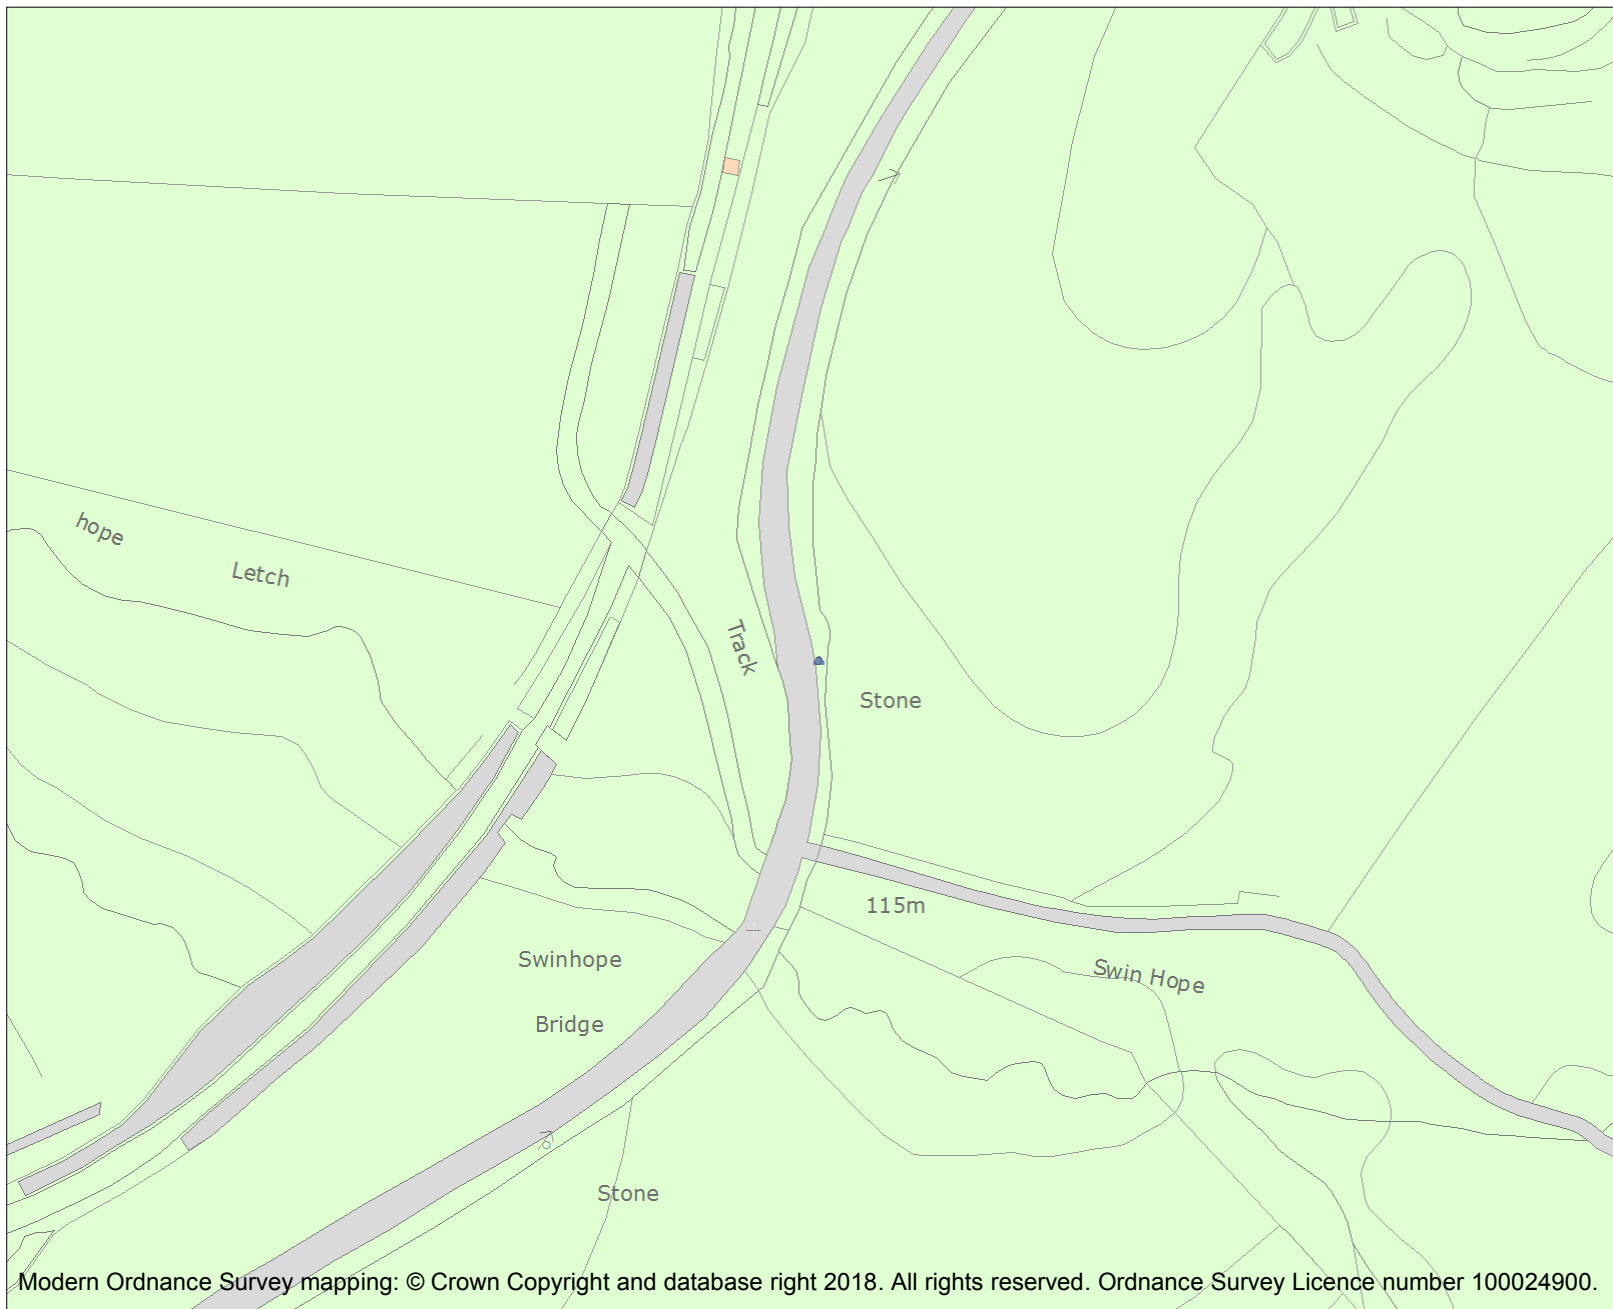 hope
Letch
Track
Stone
115m
Swinhope
Swin Hope
Bridge
Stone
Modern Ordnance Survey mapping: © Crown Copyright and database right 2018. All rights reserved. Ordnance Survey Licence number 100024900.